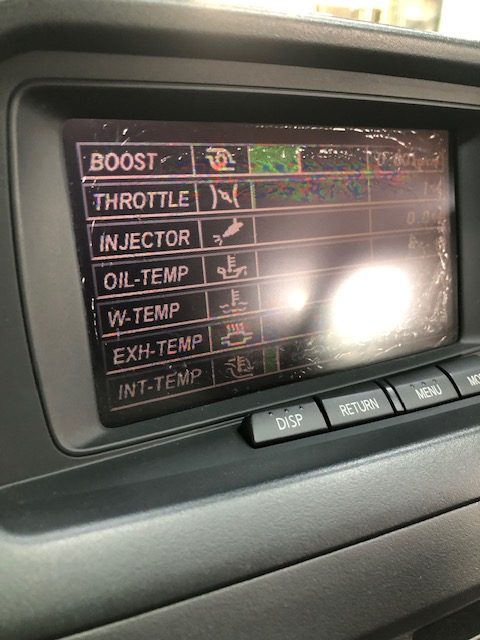 BOOST
THROTTLE
INJECTOR
OIL-TEMP
W-TEMP
EXH-TEMP
INT-TEMP
DISP RETURN MENU